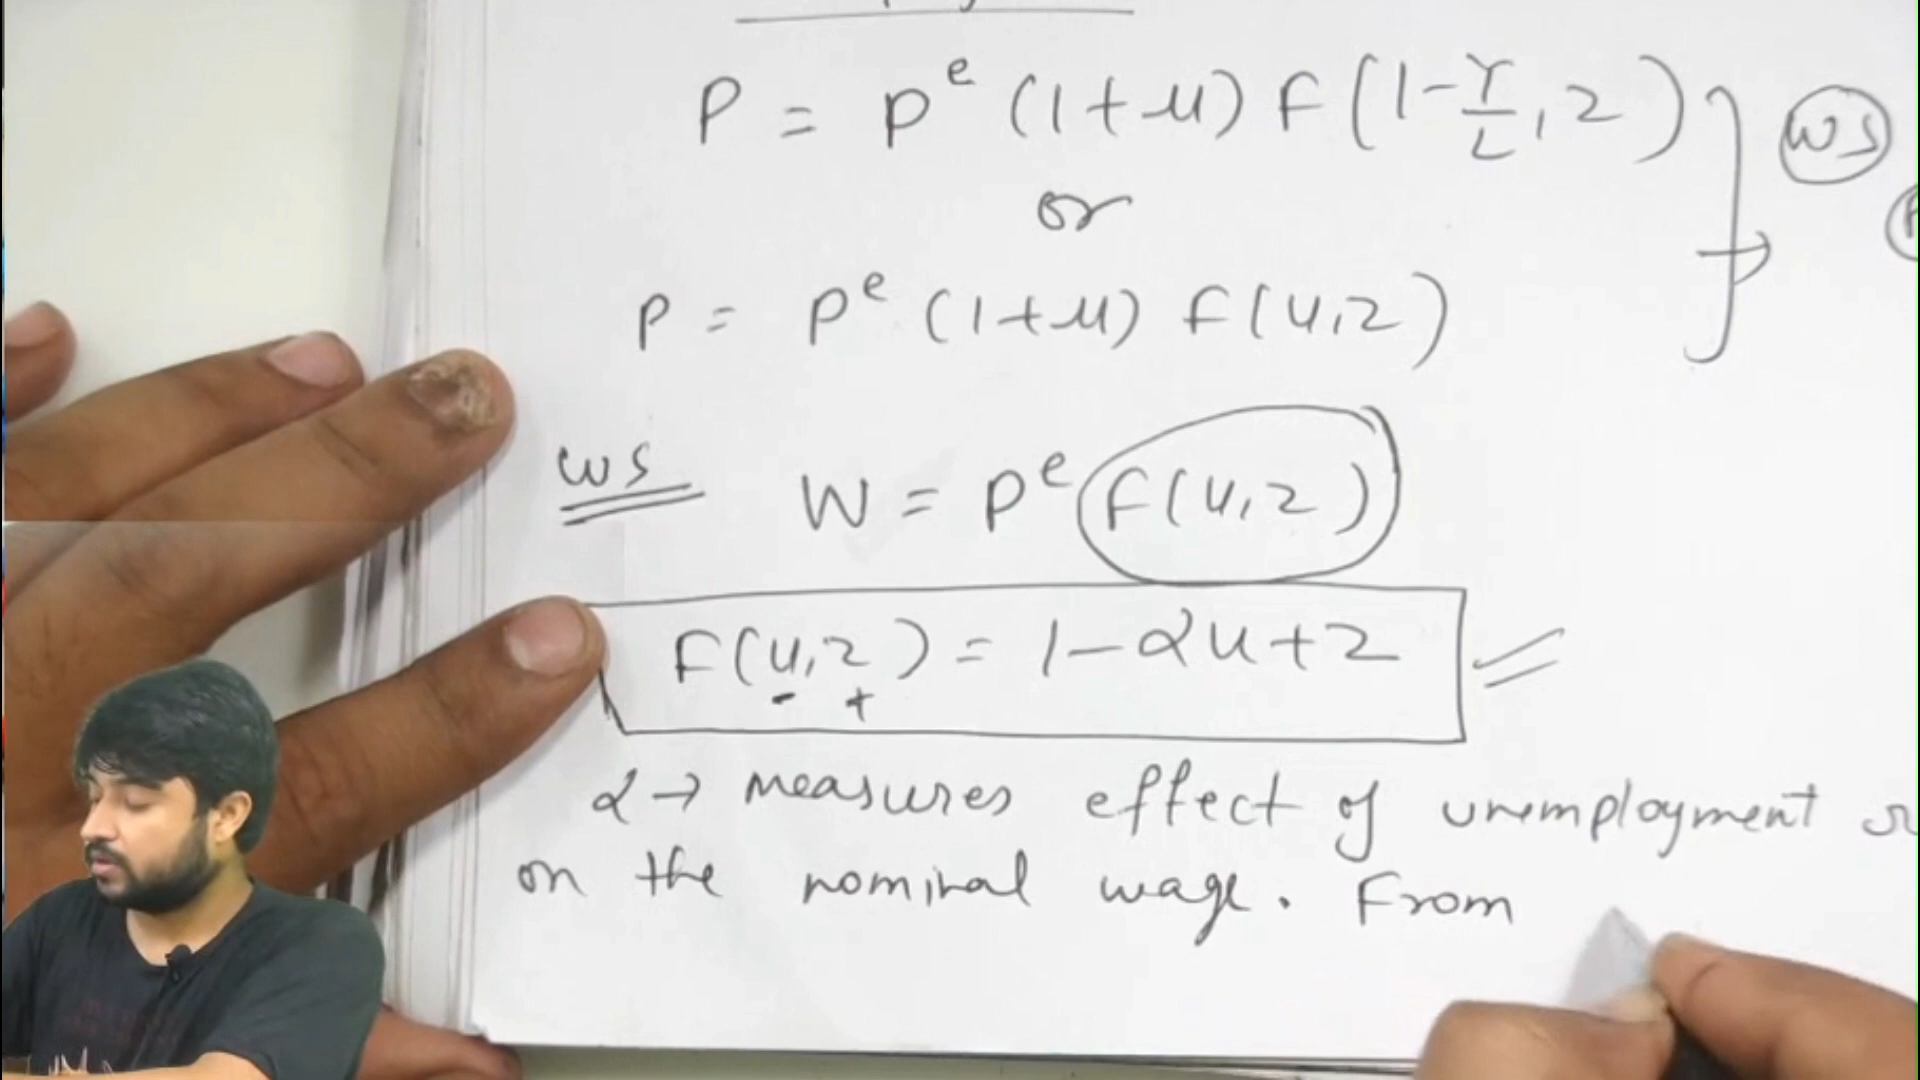 P = P^e (1+μ) F(1-Y/L, z)
WS
or
P = P^e (1+μ) F(u,z)
WS W = P^e F(u,z)
F(u,z) = 1-αu+z
- +
α → measures effect of unemployment
on the nominal wage. From